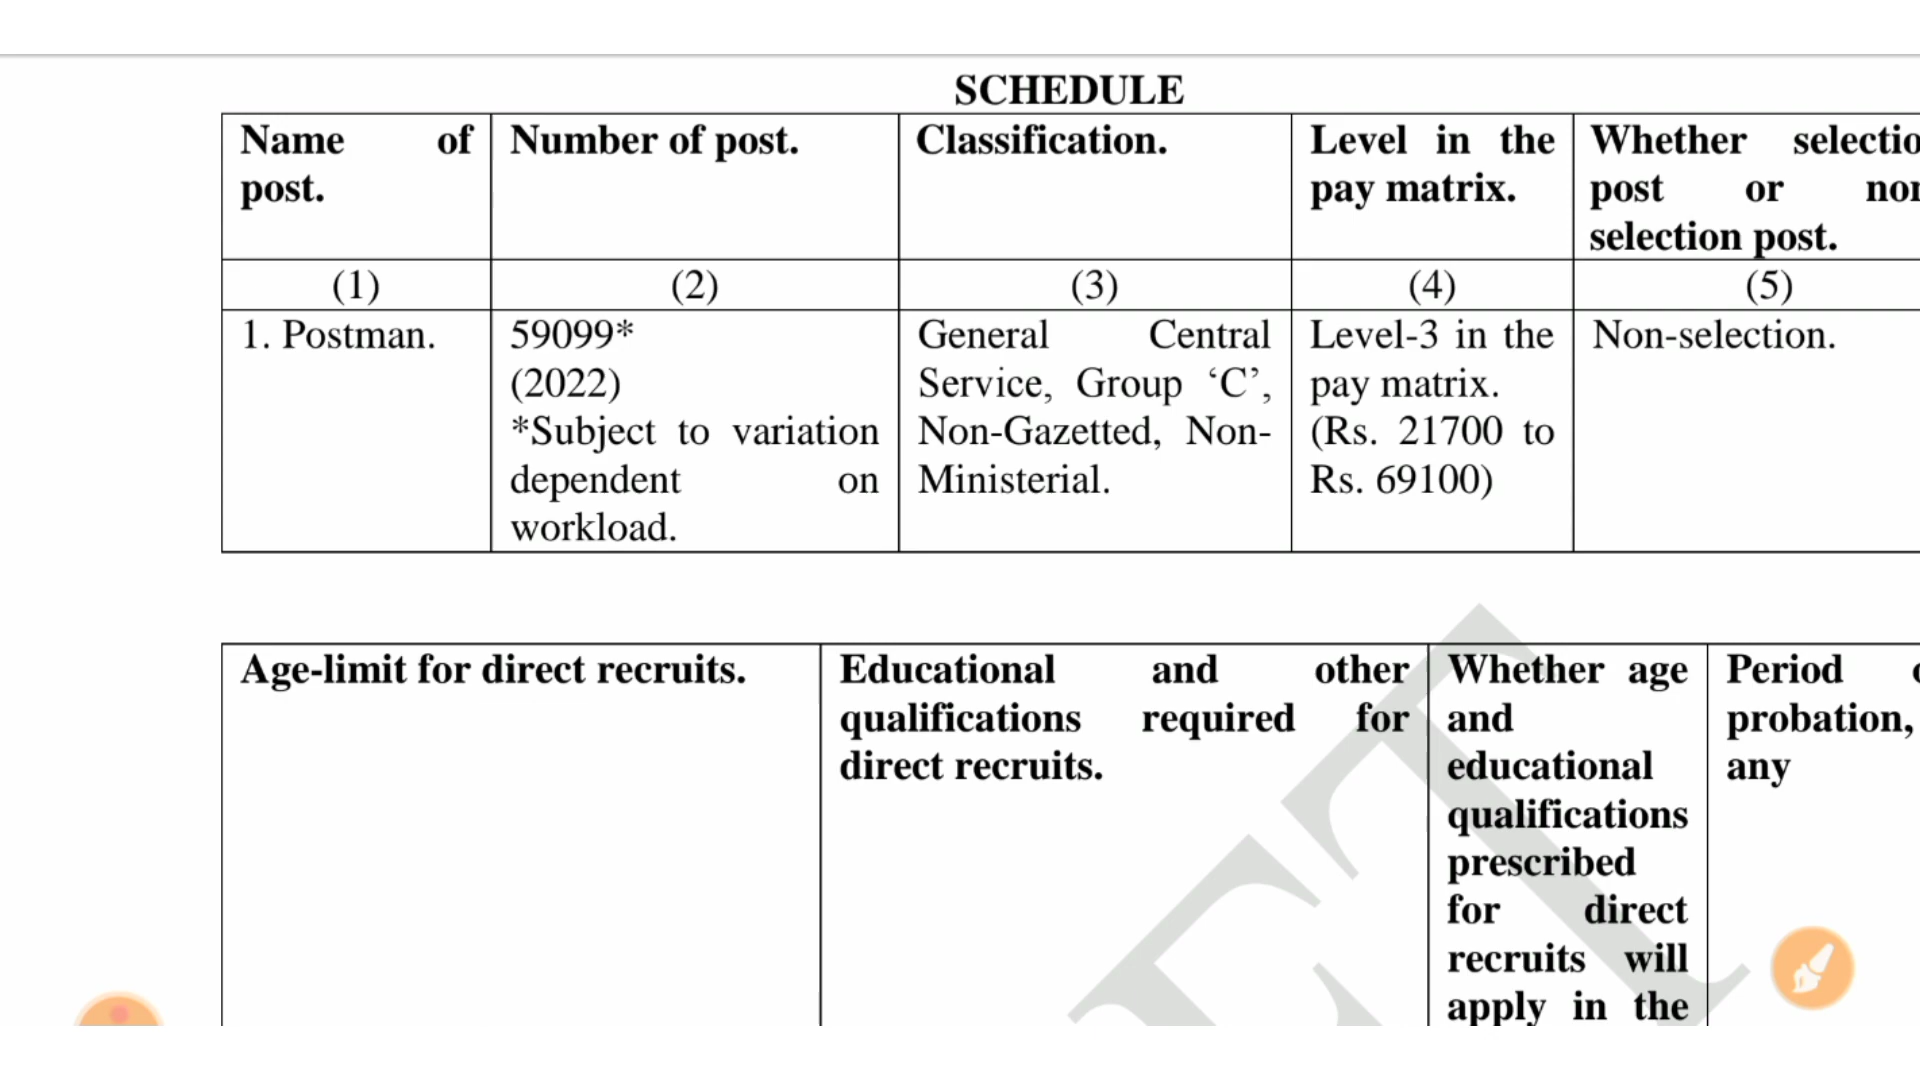 SCHEDULE
Name of post.
Number of post.
Classification.
Level in the pay matrix.
Whether selectio
post or non
selection post.
(1)
(2)
(3)
(4)
(5)
1. Postman.
59099*
(2022)
*Subject to variation
dependent on
workload.
General Central
Service, Group ‘C’,
Non-Gazetted, Non-
Ministerial.
Level-3 in the
pay matrix.
(Rs. 21700 to
Rs. 69100)
Non-selection.
Age-limit for direct recruits.
Educational and other
qualifications required for
direct recruits.
Whether age
and
educational
qualifications
prescribed
for direct
recruits will
apply in the
Period
probation,
any